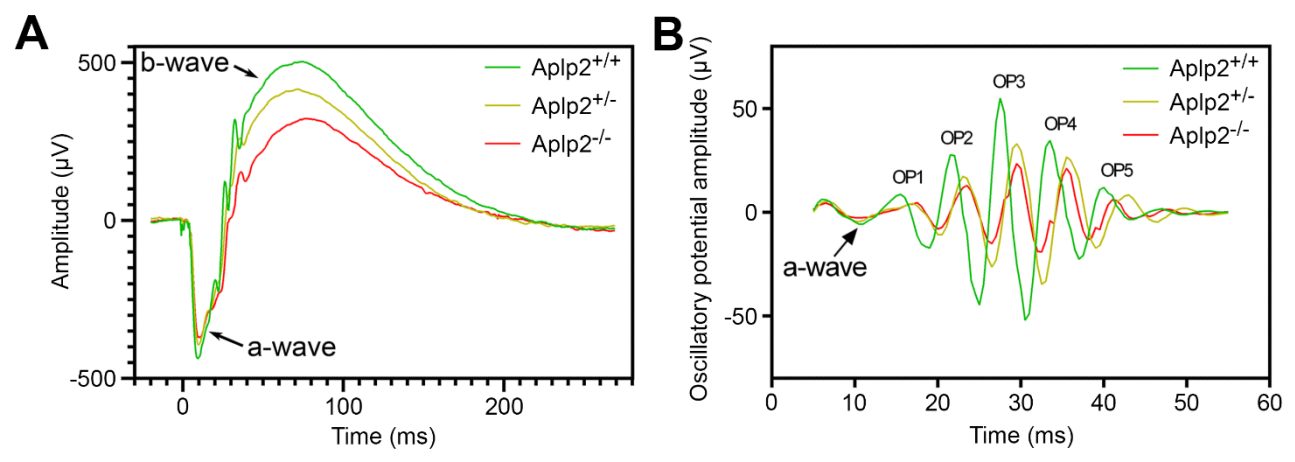 A
500
0
-500
Amplitude (µV)
0
100
200
Time (ms)
b-wave
a-wave
Aplp2+/+
Aplp2+/-
Aplp2-/-
B
50
0
-50
Oscillatory potential amplitude (µV)
0
10
20
30
40
50
60
Time (ms)
OP1
OP2
OP3
OP4
OP5
a-wave
Aplp2+/+
Aplp2+/-
Aplp2-/-